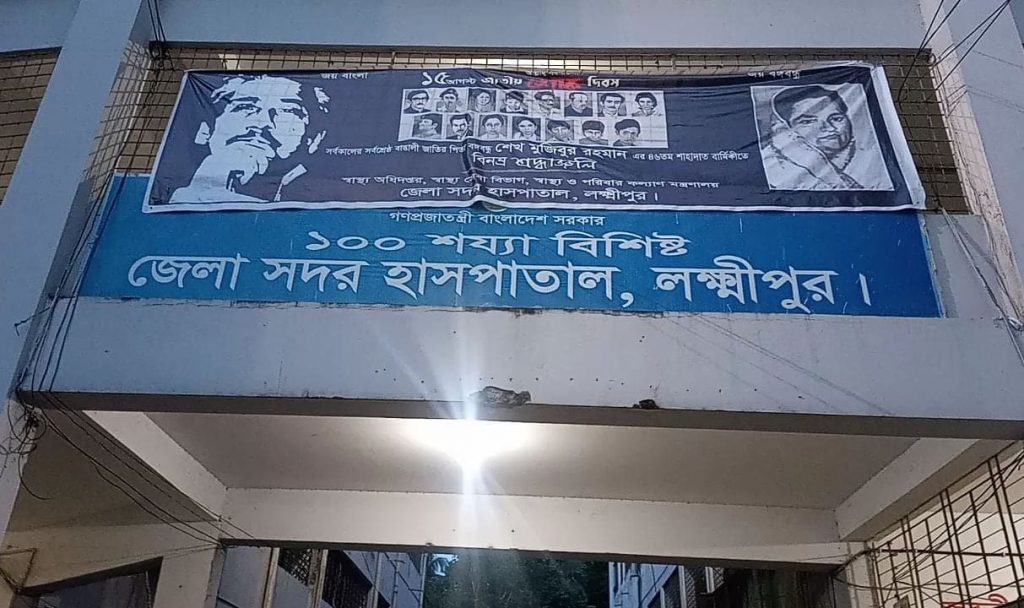 জয় বাংলা
১৫ আগস্ট জাতীয় শোক দিবস
জয় বঙ্গবন্ধু
সর্বকালের সর্বশ্রেষ্ঠ বাঙালী জাতির পিতা বঙ্গবন্ধু শেখ মুজিবুর রহমান এর ৪৬তম শাহাদাত বার্ষিকীতে
বিনম্র শ্রদ্ধাঞ্জলি
স্বাস্থ্য অধিদপ্তর, স্বাস্থ্য সেবা বিভাগ, স্বাস্থ্য ও পরিবার কল্যাণ মন্ত্রণালয়
জেলা সদর হাসপাতাল, লক্ষ্মীপুর।
গণপ্রজাতন্ত্রী বাংলাদেশ সরকার
১০০ শয্যা বিশিষ্ট
জেলা সদর হাসপাতাল, লক্ষ্মীপুর।